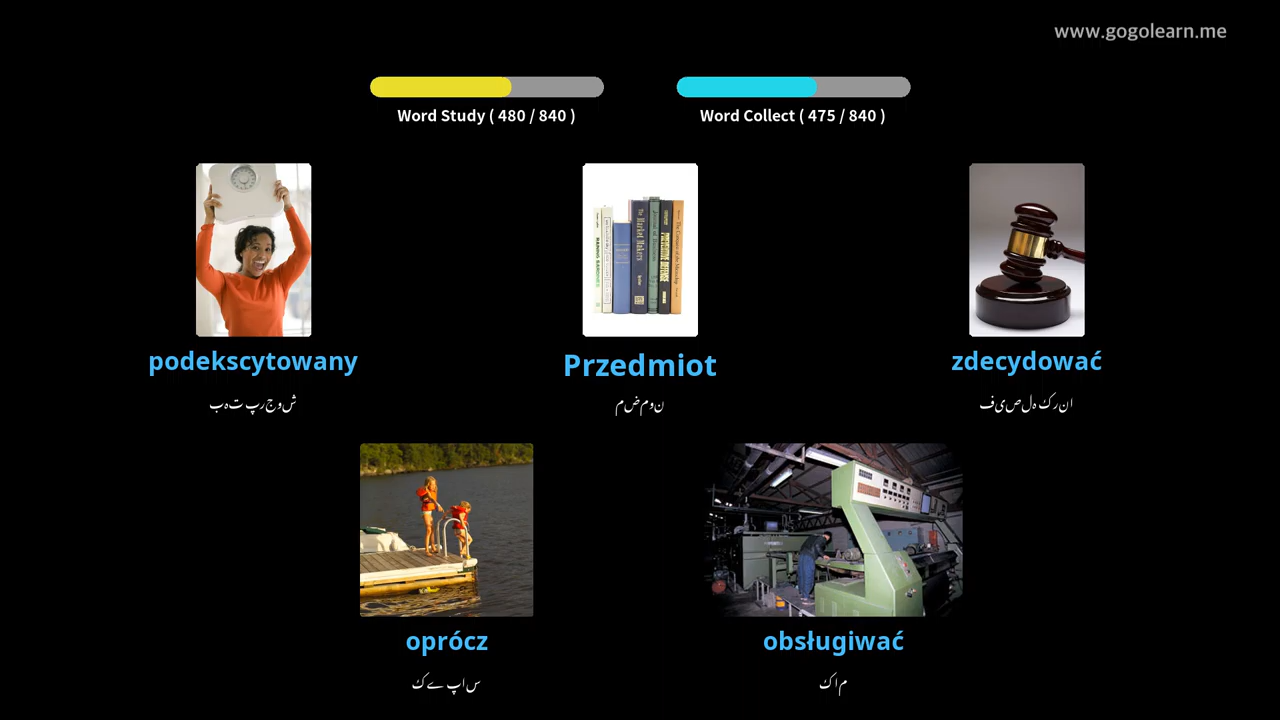 www.gogolearn.me
Word Study ( 480 / 840 )
Word Collect ( 475 / 840 )
podekscytowany
Przedmiot
zdecydować
بہت پرجوش
مضمون
فیصلہ کرنا
oprócz
obsługiwać
کے پاس
کام